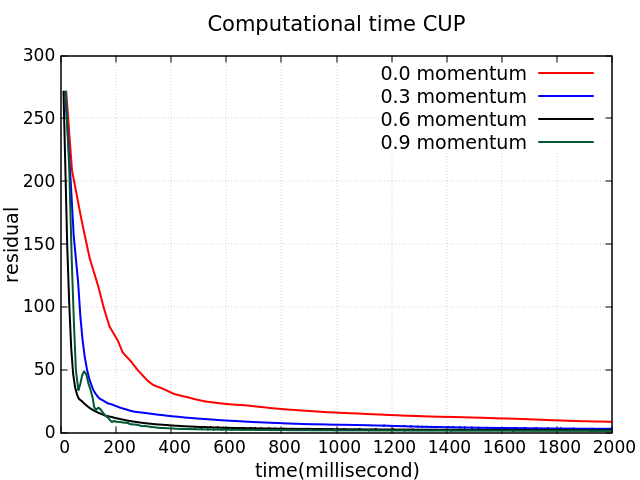 Computational time CUP
300
250
200
150
100
50
0
residual
0.0 momentum
0.3 momentum
0.6 momentum
0.9 momentum
0 200 400 600 800 1000 1200 1400 1600 1800 2000
time(millisecond)